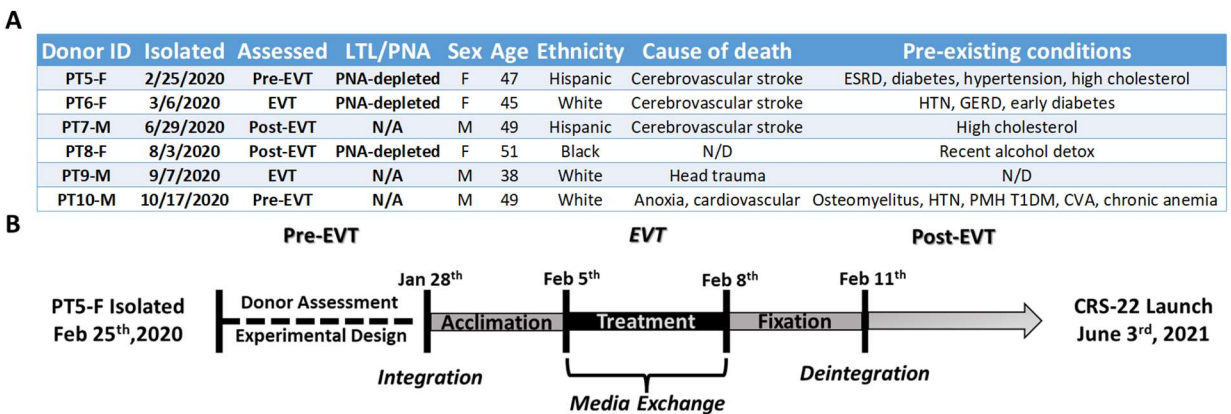 A
Donor ID Isolated Assessed LTL/PNA Sex Age Ethnicity Cause of death Pre-existing conditions
PT5-F 2/25/2020 Pre-EVT PNA-depleted F 47 Hispanic Cerebrovascular stroke ESRD, diabetes, hypertension, high cholesterol
PT6-F 3/6/2020 EVT PNA-depleted F 45 White Cerebrovascular stroke HTN, GERD, early diabetes
PT7-M 6/29/2020 Post-EVT N/A M 49 Hispanic Cerebrovascular stroke High cholesterol
PT8-F 8/3/2020 Post-EVT PNA-depleted F 51 Black N/D Recent alcohol detox
PT9-M 9/7/2020 EVT N/A M 38 White Head trauma N/D
PT10-M 10/17/2020 Pre-EVT N/A M 49 White Anoxia, cardiovascular Osteomyelitus, HTN, PMH T1DM, CVA, chronic anemia
B
Pre-EVT EVT Post-EVT
Jan 28th Feb 5th Feb 8th Feb 11th
PT5-F Isolated
Feb 25th,2020
Donor Assessment
Experimental Design
Acclimation Treatment Fixation
CRS-22 Launch
June 3rd, 2021
Integration Deintegration
Media Exchange